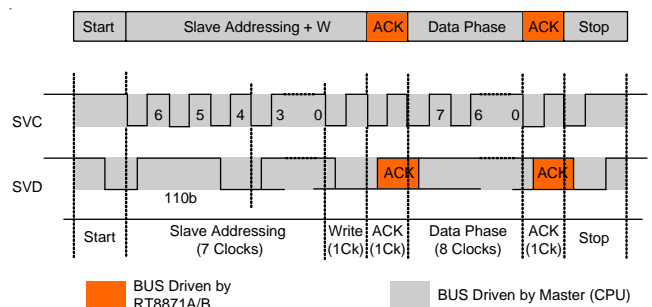 Start Slave Addressing + W ACK Data Phase ACK Stop
SVC 6 5 4 3 0 7 6 0
SVD ACK ACK
110b
Start Slave Addressing Write ACK Data Phase ACK Stop
(7 Clocks) (1Ck) (1Ck) (8 Clocks) (1Ck)
BUS Driven by BUS Driven by Master (CPU)
RT8871A/B